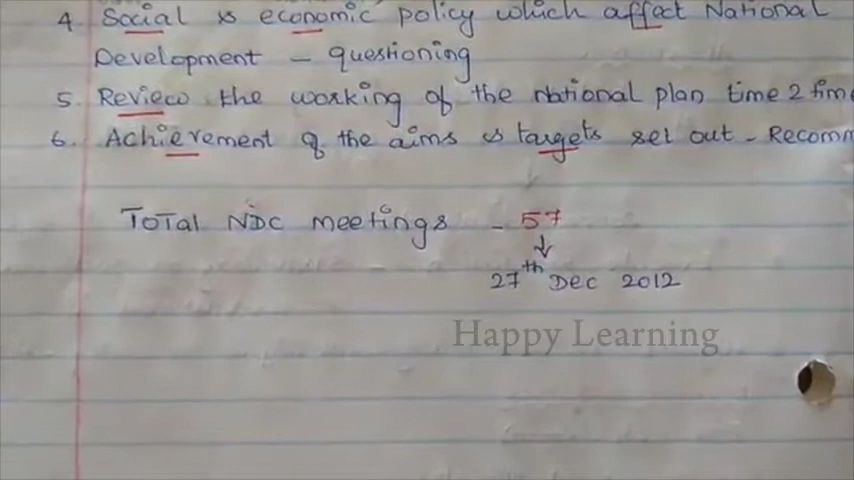 4. Social & economic policy which affect National
Development - questioning
5. Review the working of the national plan time 2 time
6. Achievement of the aims & targets set out - Recomm
Total NDC meetings - 57
↓
27th Dec 2012
Happy Learning